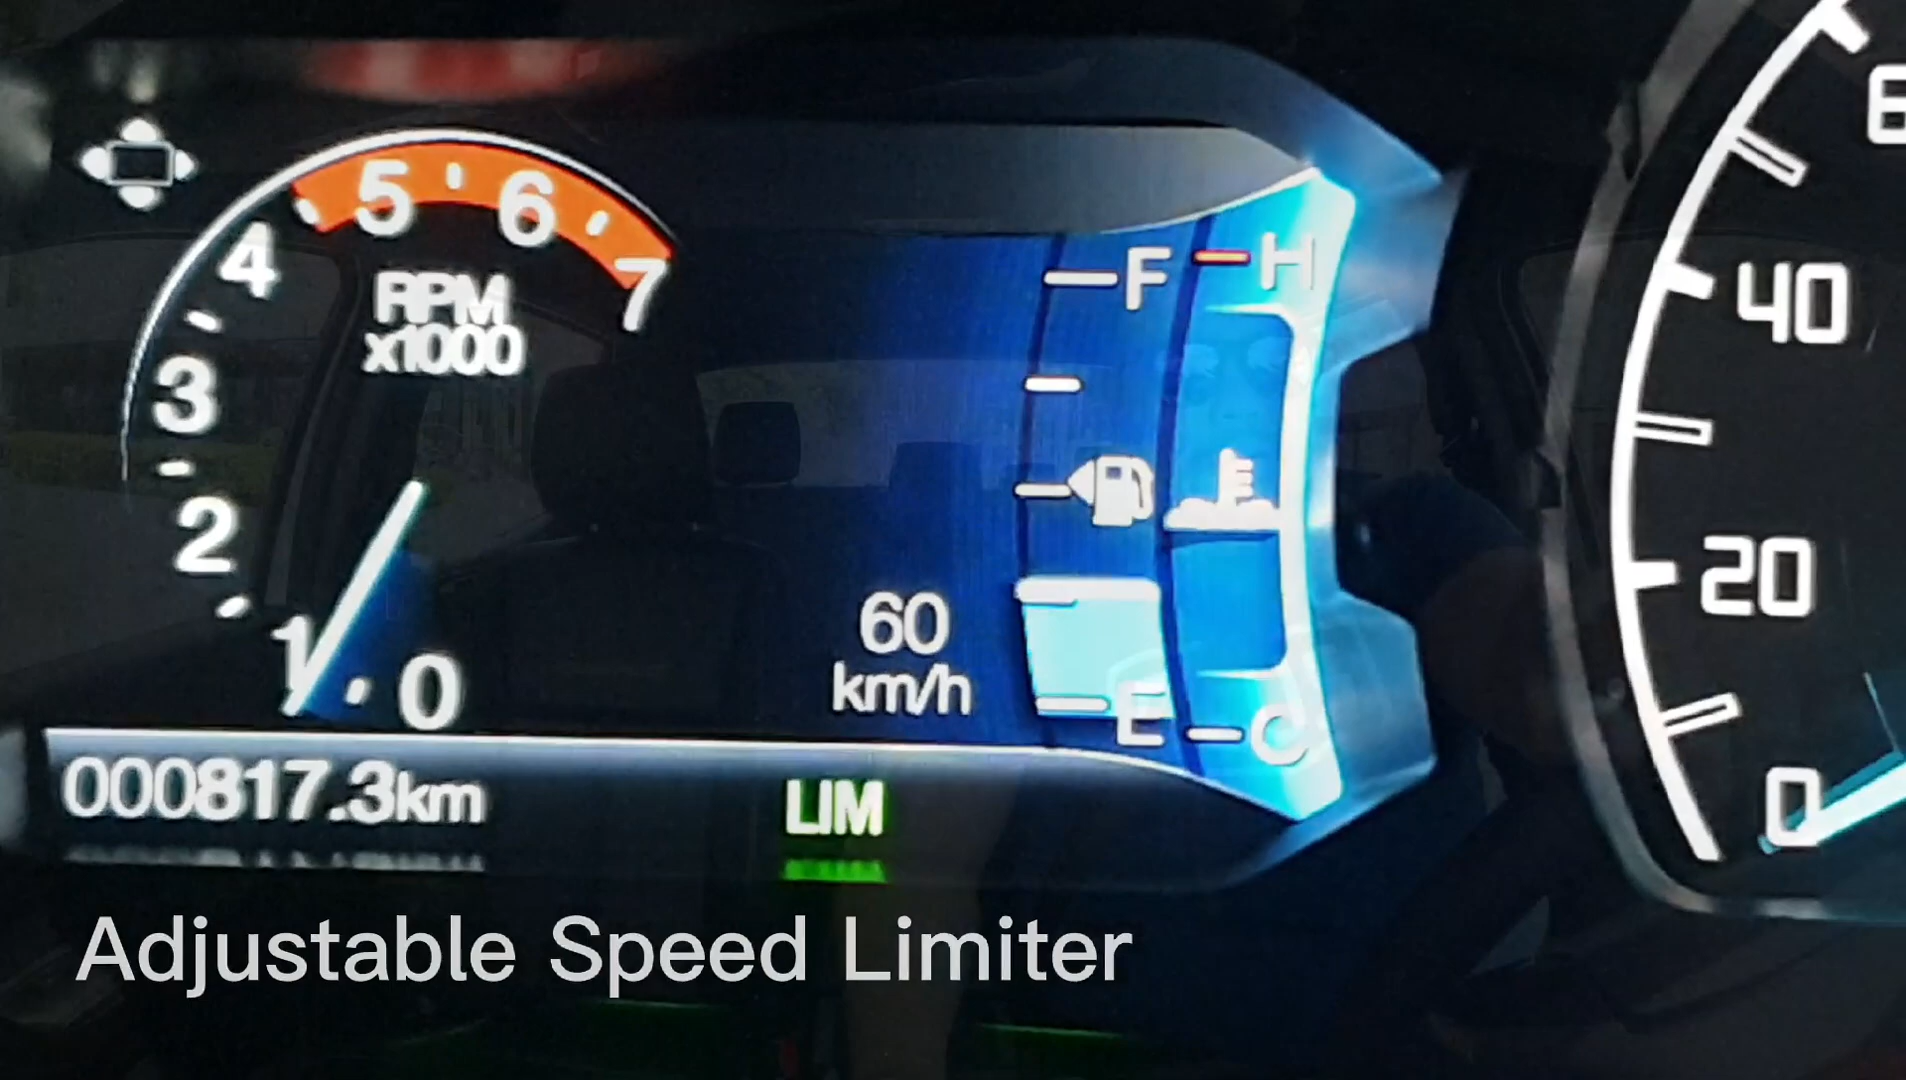 5 6
4 7
RPM
x1000
3
2
1 0
F H
E C
60
km/h
000817.3km
LIM
40
20
0
Adjustable Speed Limiter